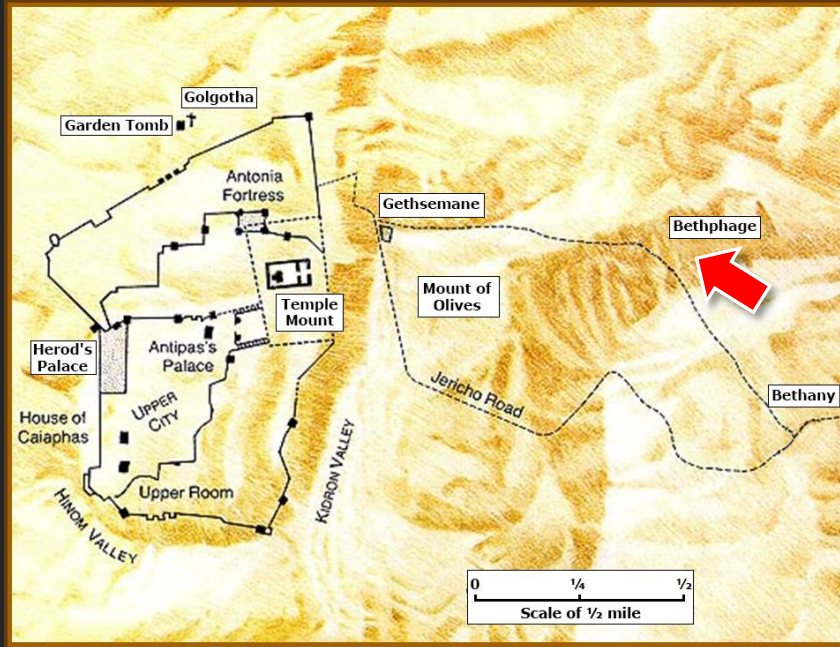 Golgotha
Garden Tomb
Antonia
Fortress
Gethsemane
Bethphage
Mount of
Olives
Temple
Mount
Herod's
Palace
Antipas's
Palace
Jericho Road
Bethany
UPPER
CITY
House of
Caiaphas
Upper Room
KIDRON VALLEY
HINOM VALLEY
0 ¼ ½
Scale of ½ mile